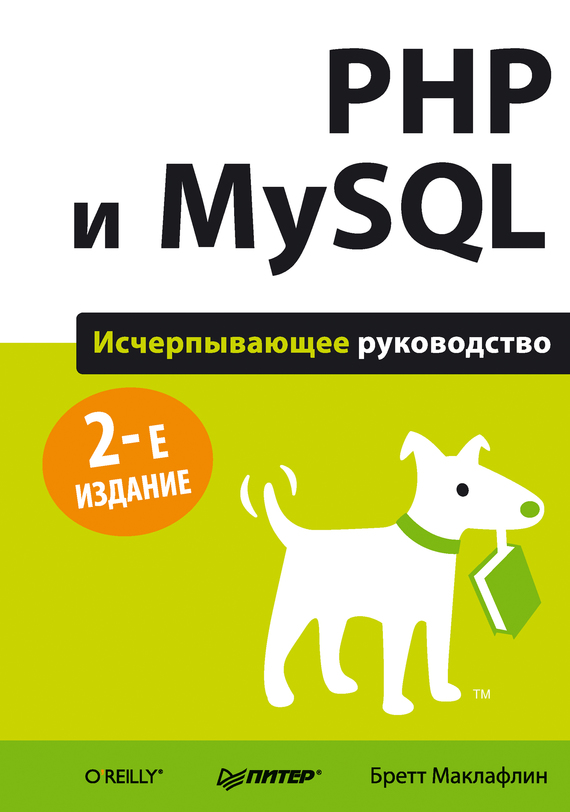 PHP
и MySQL
Исчерпывающее руководство
2-Е
ИЗДАНИЕ
TM
O REILLY® ПИТЕР® Бретт Маклафлин